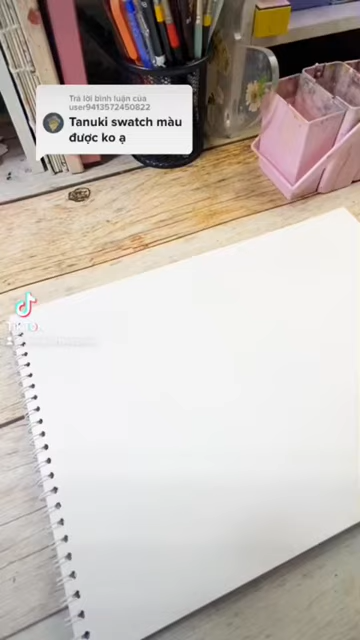 Trả lời bình luận của
user9413572450822
Tanuki swatch màu
được ko ạ